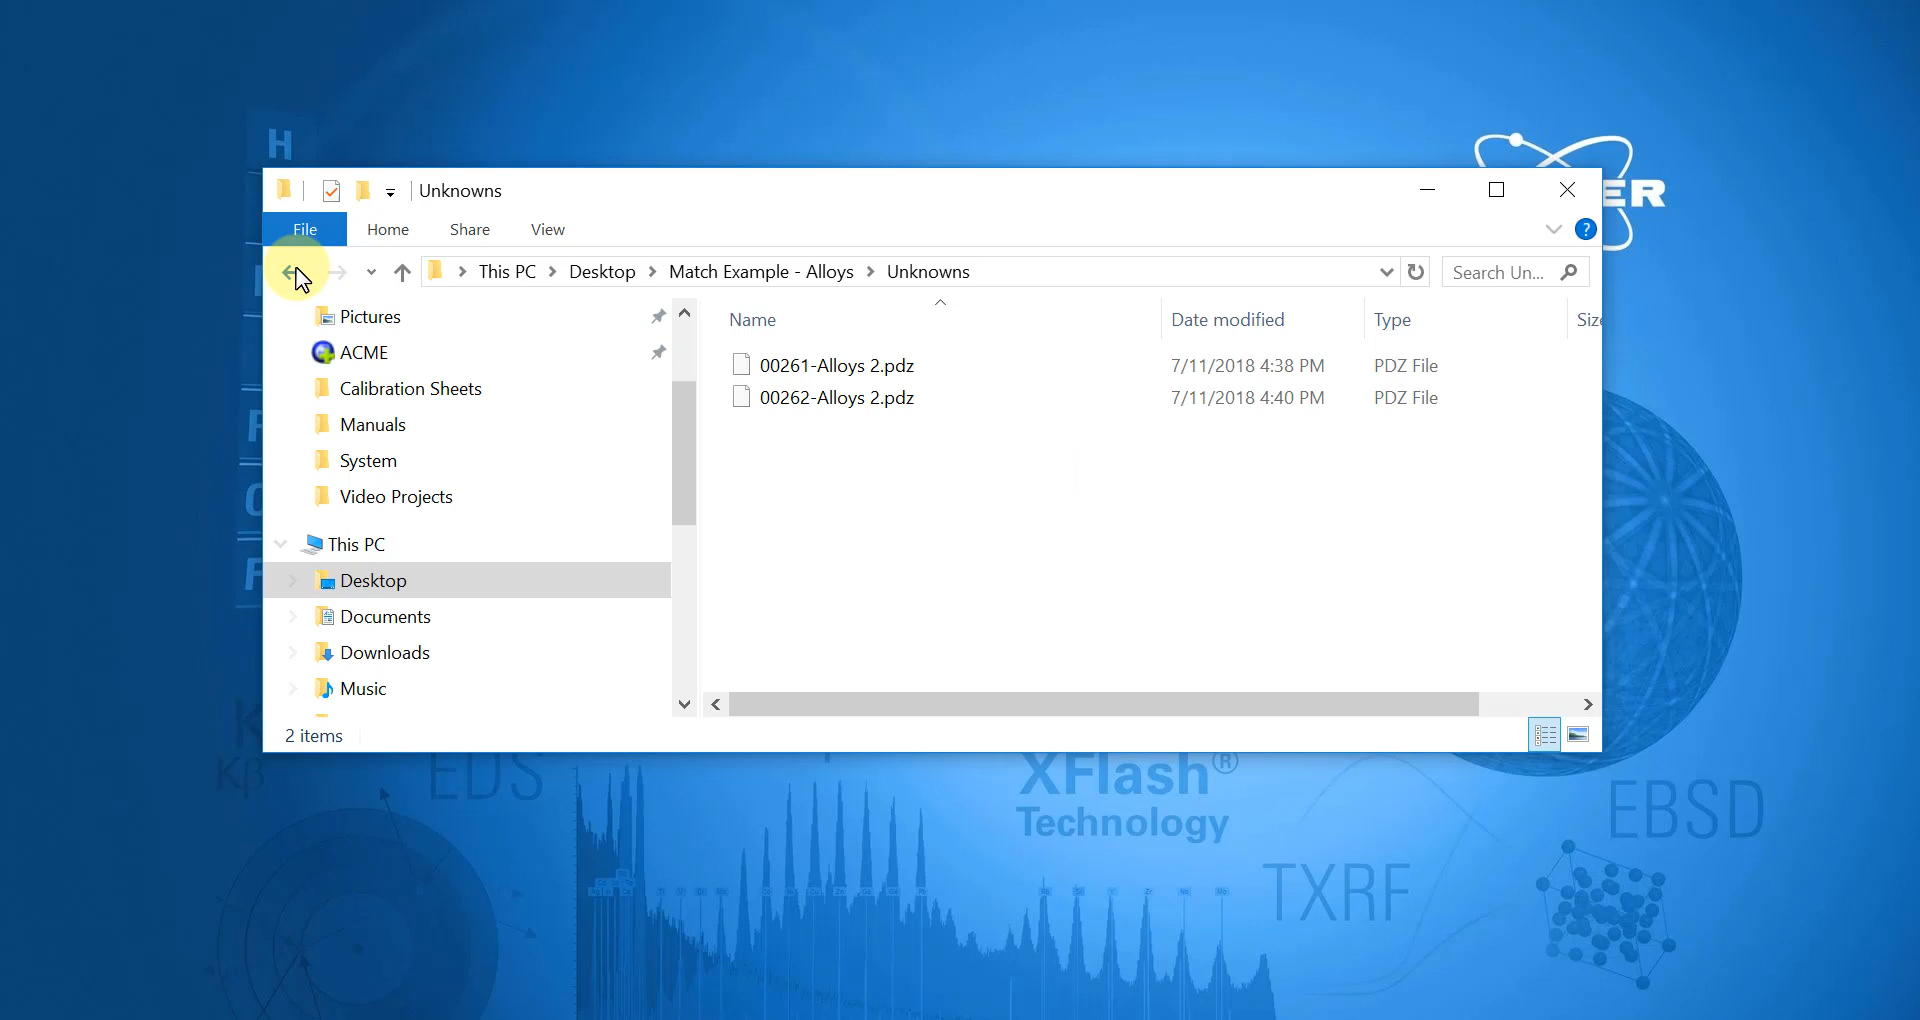 H
ER
Unknowns
File Home Share View
?
This PC Desktop Match Example - Alloys Unknowns
Search Un...
Pictures
ACME
Calibration Sheets
Manuals
System
Video Projects
This PC
Desktop
Documents
Downloads
Music
Name Date modified Type Size
00261-Alloys 2.pdz 7/11/2018 4:38 PM PDZ File
00262-Alloys 2.pdz 7/11/2018 4:40 PM PDZ File
2 items
Kβ
EDS
XFlash®
Technology
EBSD
TXRF